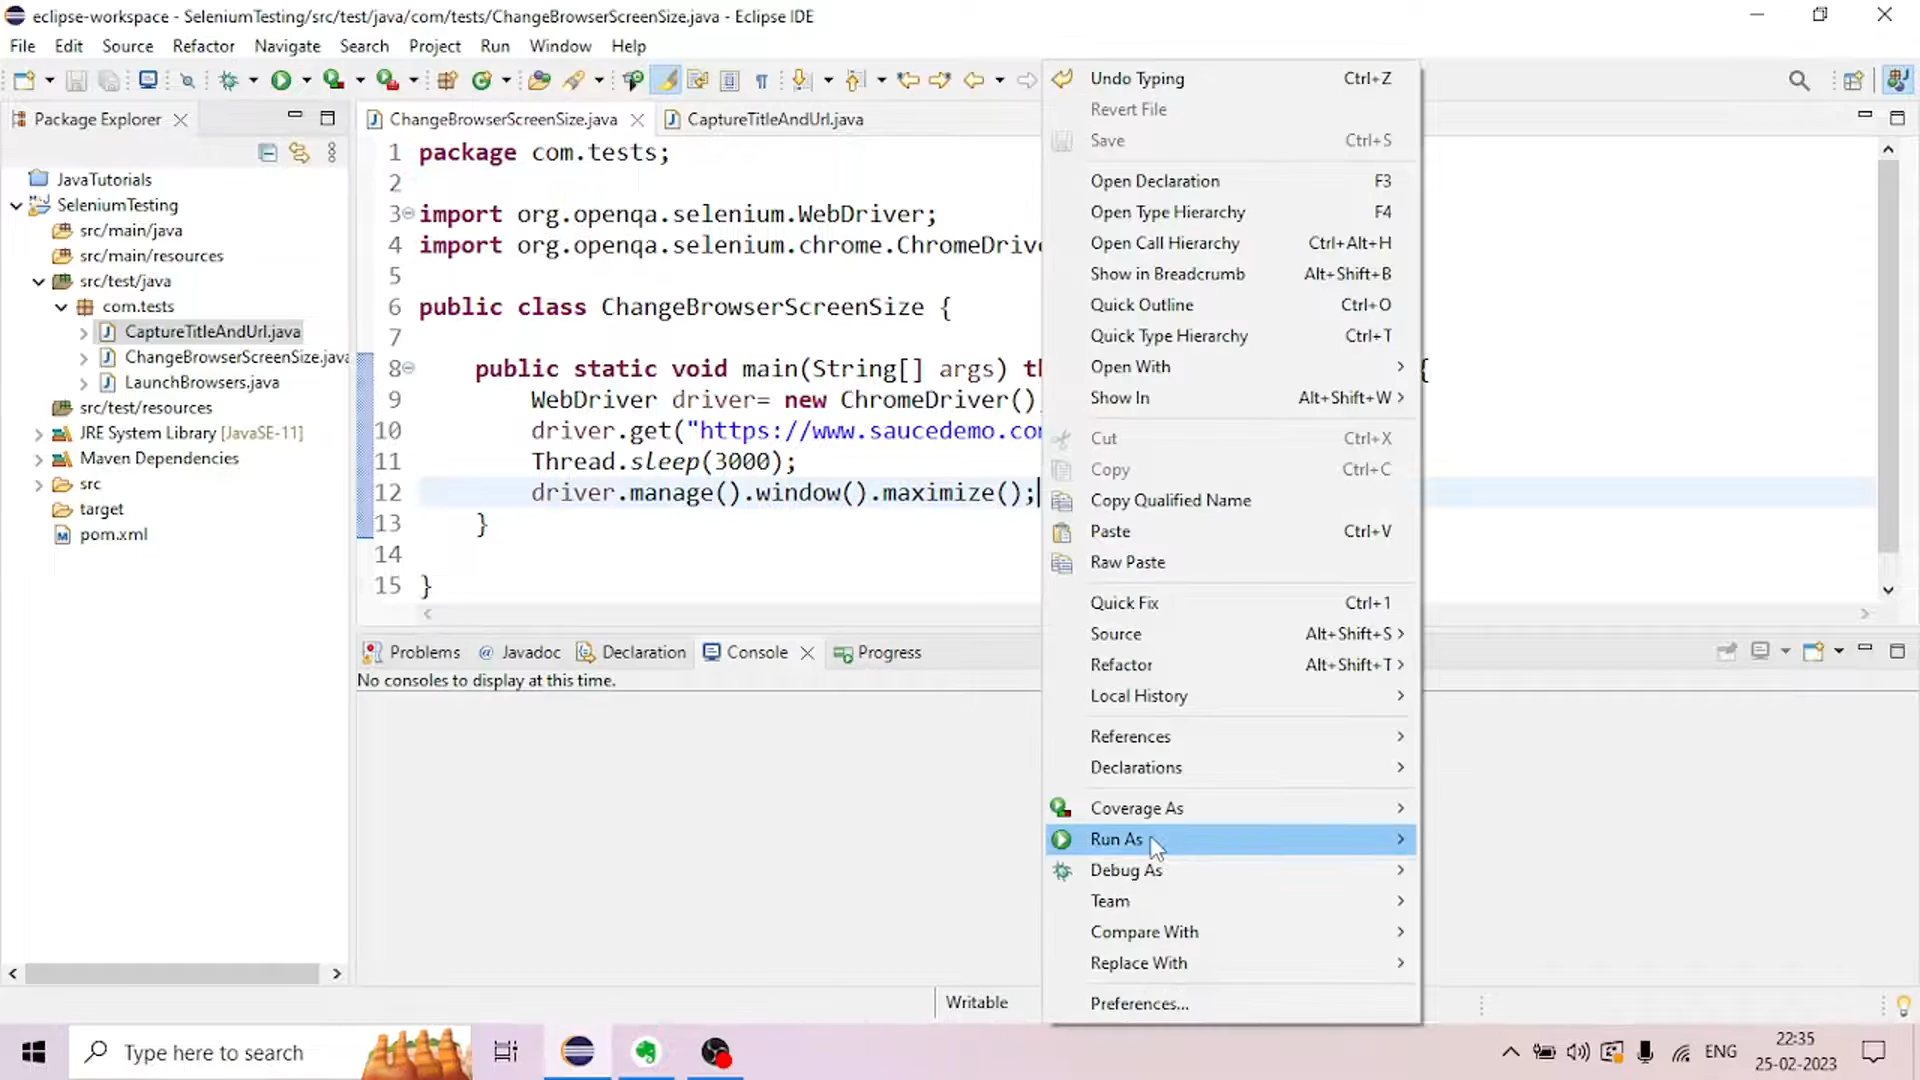 eclipse-workspace - SeleniumTesting/src/test/java/com/tests/ChangeBrowserScreenSize.java - Eclipse IDE
File Edit Source Refactor Navigate Search Project Run Window Help
Package Explorer
JavaTutorials
SeleniumTesting
src/main/java
src/main/resources
src/test/java
com.tests
CaptureTitleAndUrl.java
ChangeBrowserScreenSize.java
LaunchBrowsers.java
src/test/resources
JRE System Library [JavaSE-11]
Maven Dependencies
src
target
pom.xml
ChangeBrowserScreenSize.java CaptureTitleAndUrl.java
1 package com.tests;
2
3 import org.openqa.selenium.WebDriver;
4 import org.openqa.selenium.chrome.ChromeDrive
5
6 public class ChangeBrowserScreenSize {
7
8 public static void main(String[] args) th {
9 WebDriver driver= new ChromeDriver()
10 driver.get("https://www.saucedemo.com
11 Thread.sleep(3000);
12 driver.manage().window().maximize();
13 }
14
15 }
Problems Javadoc Declaration Console Progress
No consoles to display at this time.
Undo Typing Ctrl+Z
Revert File
Save Ctrl+S
Open Declaration F3
Open Type Hierarchy F4
Open Call Hierarchy Ctrl+Alt+H
Show in Breadcrumb Alt+Shift+B
Quick Outline Ctrl+O
Quick Type Hierarchy Ctrl+T
Open With
Show In Alt+Shift+W
Cut Ctrl+X
Copy Ctrl+C
Copy Qualified Name
Paste Ctrl+V
Raw Paste
Quick Fix Ctrl+1
Source Alt+Shift+S
Refactor Alt+Shift+T
Local History
References
Declarations
Coverage As
Run As
Debug As
Team
Compare With
Replace With
Preferences...
Writable
Type here to search
ENG
22:35
25-02-2023